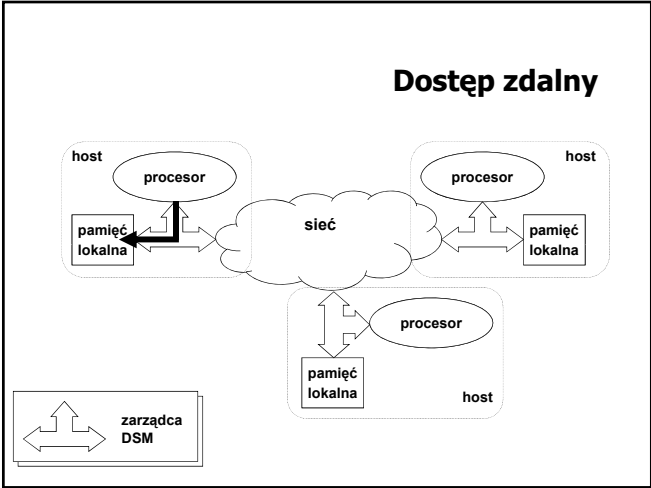 Dostęp zdalny
host
procesor
pamięć
lokalna
sieć
host
procesor
pamięć
lokalna
procesor
pamięć
lokalna
host
zarządca
DSM